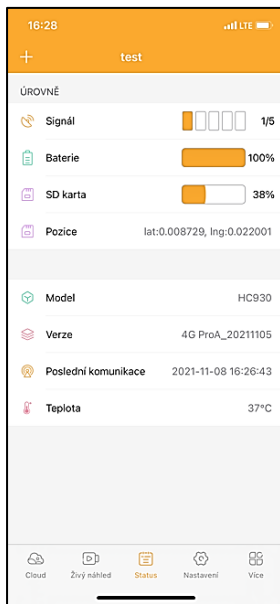 16:28
LTE
+
test
ÚROVNĚ
Signál 1/5
Baterie 100%
SD karta 38%
Pozice lat:0.008729, lng:0.022001
Model HC930
Verze 4G ProA_20211105
Poslední komunikace 2021-11-08 16:26:43
Teplota 37°C
Cloud Živý náhled Status Nastavení Více